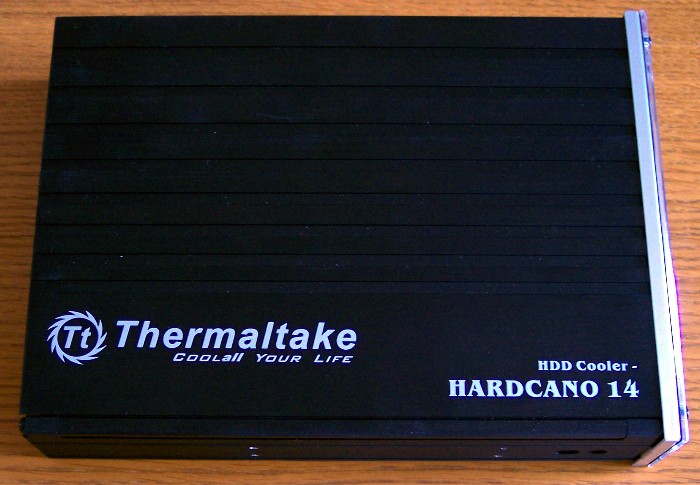 Tt Thermaltake
COOLall YOUR LIFE
HDD Cooler -
HARDCANO 14